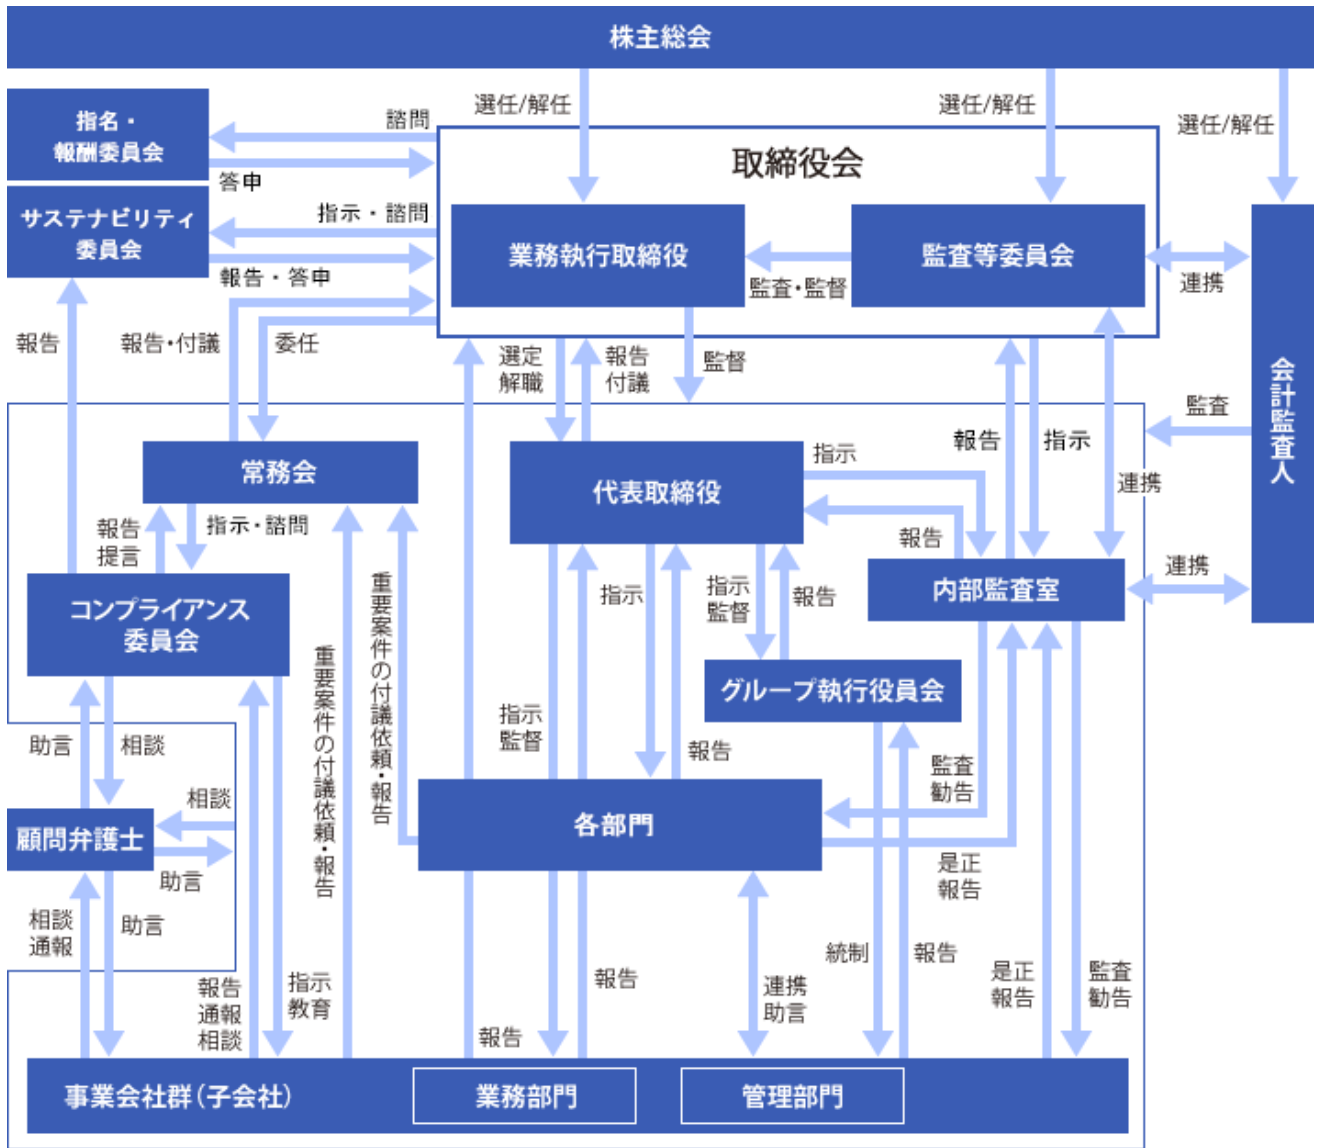 株主総会
選任/解任
選任/解任
選任/解任
指名・
報酬委員会
諮問
答申
取締役会
サステナビリティ
委員会
指示・諮問
報告・答申
業務執行取締役
監査等委員会
監査・監督
連携
報告
報告・付議
委任
選定
解職
報告
付議
監督
会計監査人
監査
報告
指示
連携
常務会
代表取締役
指示
報告
報告
提言
指示・諮問
コンプライアンス
委員会
重要案件の付議依頼・報告
重要案件の付議依頼・報告
指示
指示
監督
報告
内部監査室
連携
グループ執行役員会
助言
相談
指示
監督
報告
監査
勧告
相談
顧問弁護士
助言
各部門
是正
報告
相談
通報
助言
報告
通報
相談
指示
教育
報告
報告
連携
助言
統制
報告
是正
報告
監査
勧告
事業会社群(子会社)
業務部門
管理部門